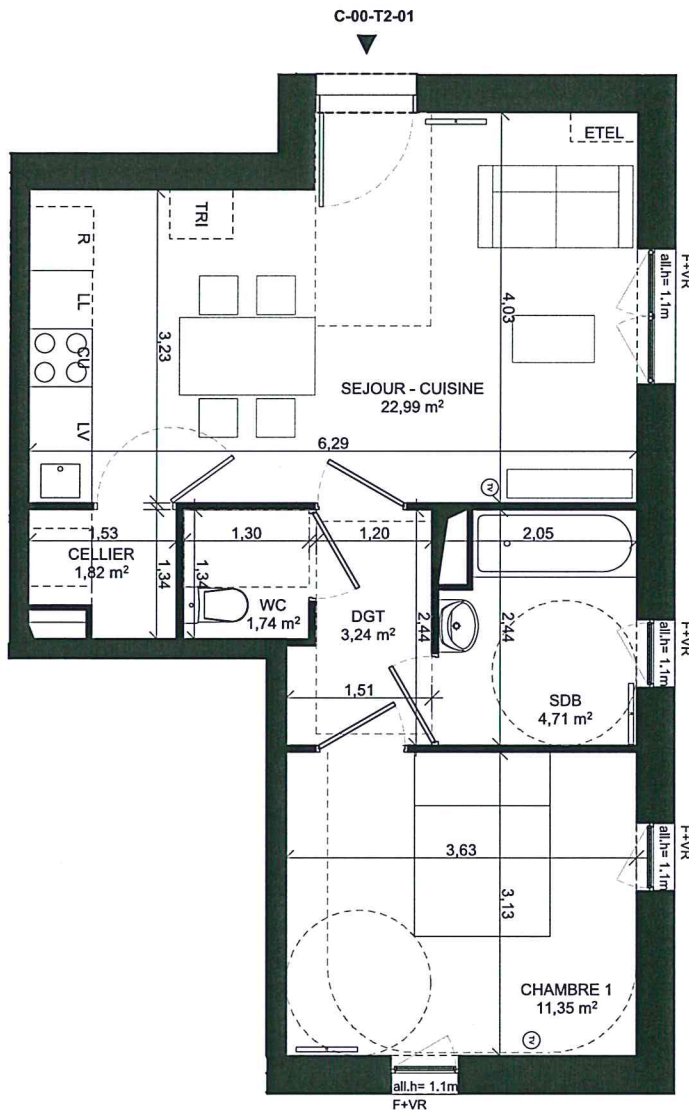 C-00-T2-01
ETEL
TRI
R
LL
CU
LV
F+VR
all.h= 1.1m
3,23
4,03
SEJOUR - CUISINE
22,99 m²
6,29
1,53
CELLIER
1,82 m²
1,34
1,30
1,34
WC
1,74 m²
1,20
DGT
3,24 m²
2,44
1,51
2,05
2,44
SDB
4,71 m²
F+VR
all.h= 1.1m
F+VR
all.h= 1.1m
3,63
3,13
CHAMBRE 1
11,35 m²
all.h= 1.1m
F+VR